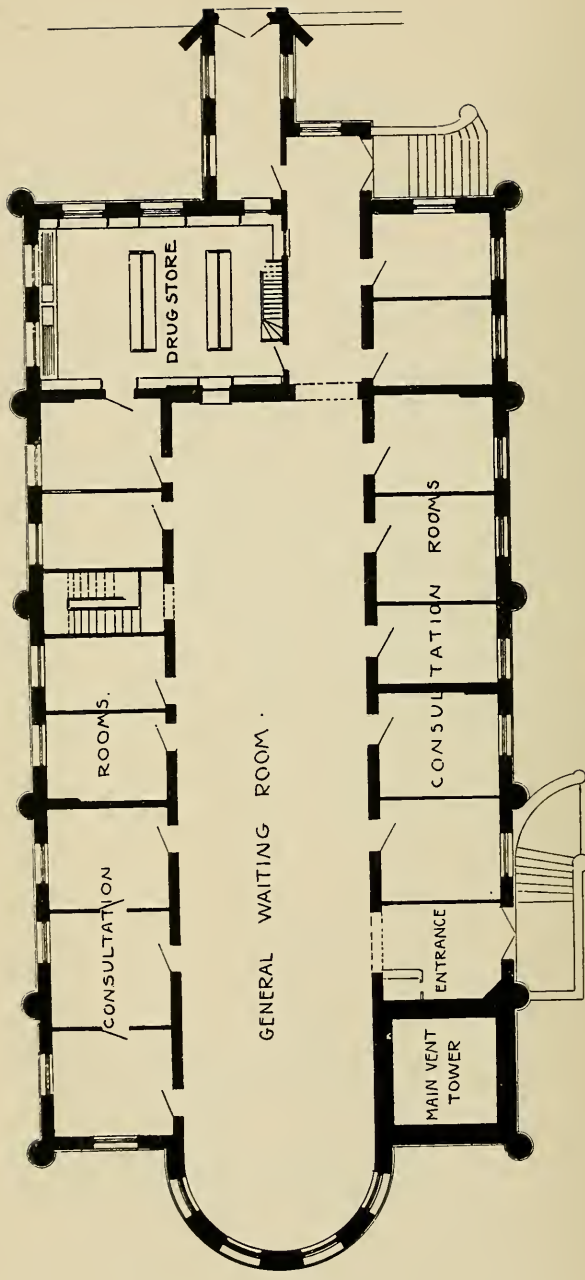 DRUG STORE
CONSULTATION ROOMS.
GENERAL WAITING ROOM.
CONSULTATION ROOMS
ENTRANCE
MAIN VENT
TOWER